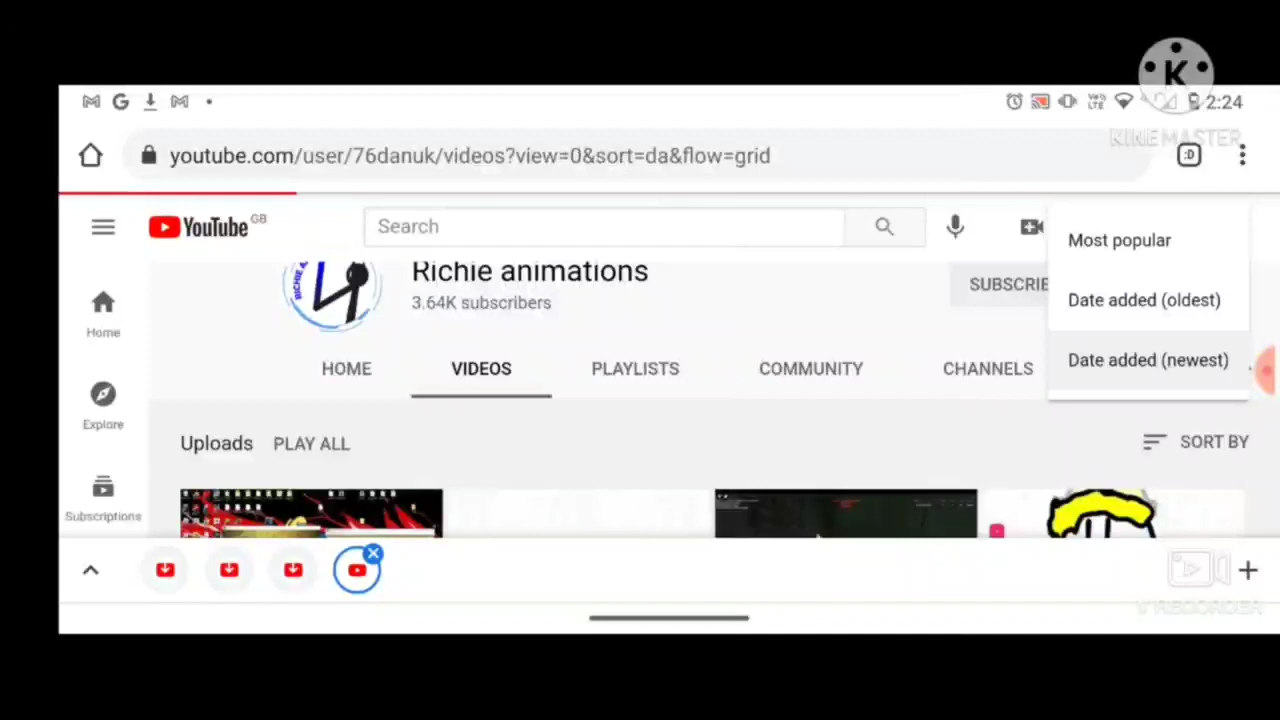 2:24
KINEMASTER
youtube.com/user/76danuk/videos?view=0&sort=da&flow=grid
:D
YouTube GB
Search
Most popular
Richie animations
3.64K subscribers
SUBSCRIBE
Date added (oldest)
Date added (newest)
Home
HOME
VIDEOS
PLAYLISTS
COMMUNITY
CHANNELS
Explore
Uploads
PLAY ALL
SORT BY
Subscriptions
V RECORDER